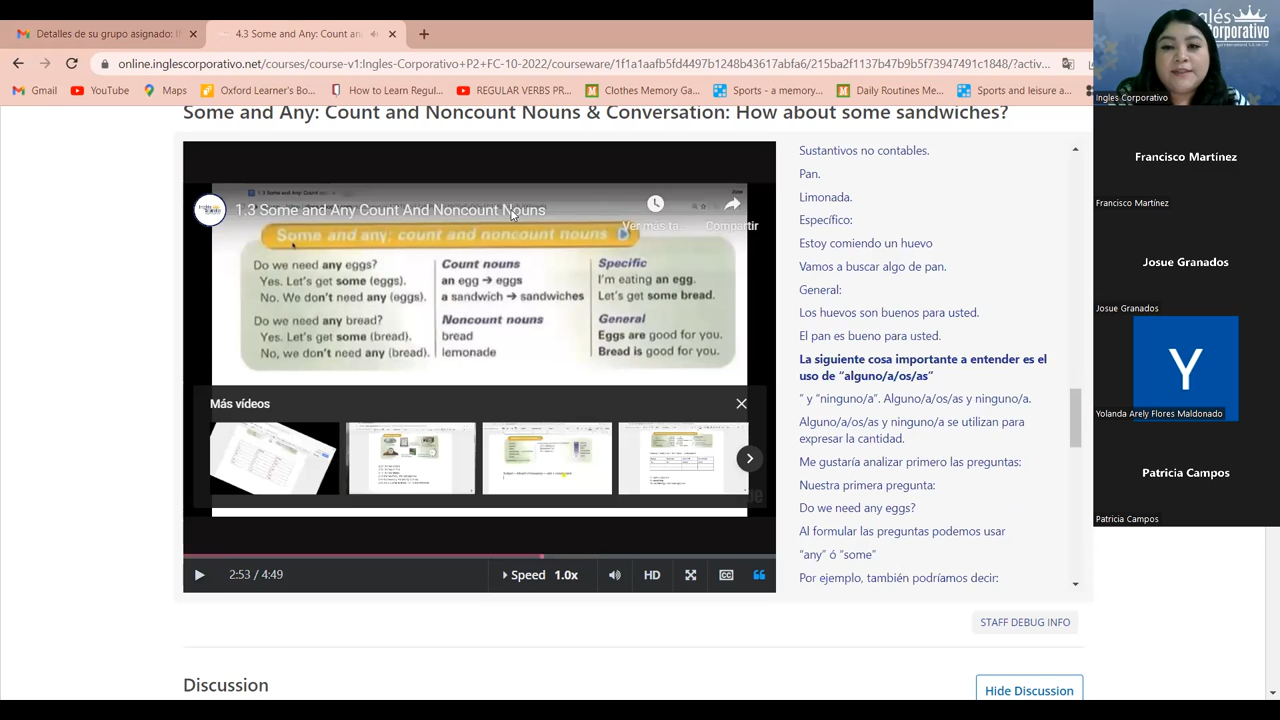 Detalles de su grupo asignado: IN
4.3 Some and Any: Count an
online.inglescorporativo.net/courses/course-v1:Ingles-Corporativo+P2+FC-10-2022/courseware/1f1a1aafb5fd4497b1248b43617abfa6/215ba2f1137b47b9b5f73947491c1848/?activ...
Gmail
YouTube
Maps
Oxford Learner's Bo...
How to Learn Regul...
REGULAR VERBS PR...
Clothes Memory Ga...
Sports - a memory...
Daily Routines Me...
Sports and leisure a...
Some and Any: Count and Noncount Nouns & Conversation: How about some sandwiches?
1.3 Some and Any Count And Noncount Nouns
Ver más ta...
Compartir
Some and any; count and noncount nouns
Do we need any eggs?
Yes. Let's get some (eggs).
No. We don't need any (eggs).
Do we need any bread?
Yes. Let's get some (bread).
No, we don't need any (bread).
Count nouns
an egg → eggs
a sandwich → sandwiches
Noncount nouns
bread
lemonade
Specific
I'm eating an egg.
Let's get some bread.
General
Eggs are good for you.
Bread is good for you.
Más vídeos
2:53 / 4:49
Speed 1.0x
HD
CC
Sustantivos no contables.
Pan.
Limonada.
Específico:
Estoy comiendo un huevo
Vamos a buscar algo de pan.
General:
Los huevos son buenos para usted.
El pan es bueno para usted.
La siguiente cosa importante a entender es el
uso de “alguno/a/os/as”
” y “ninguno/a”. Alguno/a/os/as y ninguno/a.
Alguno/a/os/as y ninguno/a se utilizan para
expresar la cantidad.
Me gustaría analizar primero las preguntas:
Nuestra primera pregunta:
Do we need any eggs?
Al formular las preguntas podemos usar
“any” ó “some”
Por ejemplo, también podríamos decir:
STAFF DEBUG INFO
Discussion
Hide Discussion
Inglés
Corporativo
Ingles Corporativo
Francisco Martínez
Francisco Martínez
Josue Granados
Josue Granados
Y
Yolanda Arely Flores Maldonado
Patricia Campos
Patricia Campos